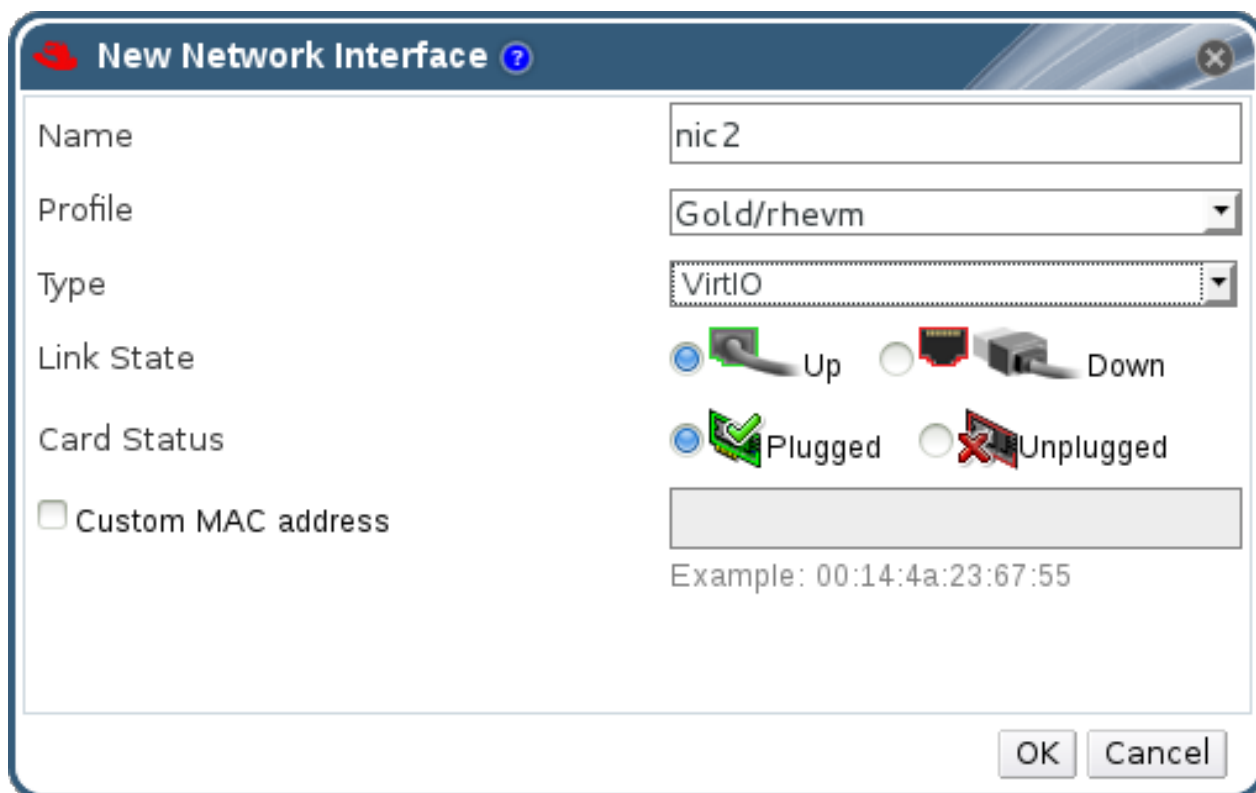 New Network Interface ?
Name
nic2
Profile
Gold/rhevm
Type
VirtIO
Link State Up Down
Card Status Plugged Unplugged
Custom MAC address
Example: 00:14:4a:23:67:55
OK Cancel